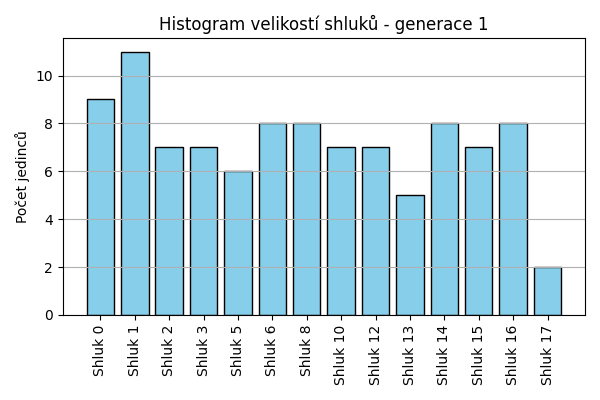 Histogram velikostí shluků - generace 1
Počet jedinců
10
8
6
4
2
0
Shluk 0
Shluk 1
Shluk 2
Shluk 3
Shluk 5
Shluk 6
Shluk 8
Shluk 10
Shluk 12
Shluk 13
Shluk 14
Shluk 15
Shluk 16
Shluk 17